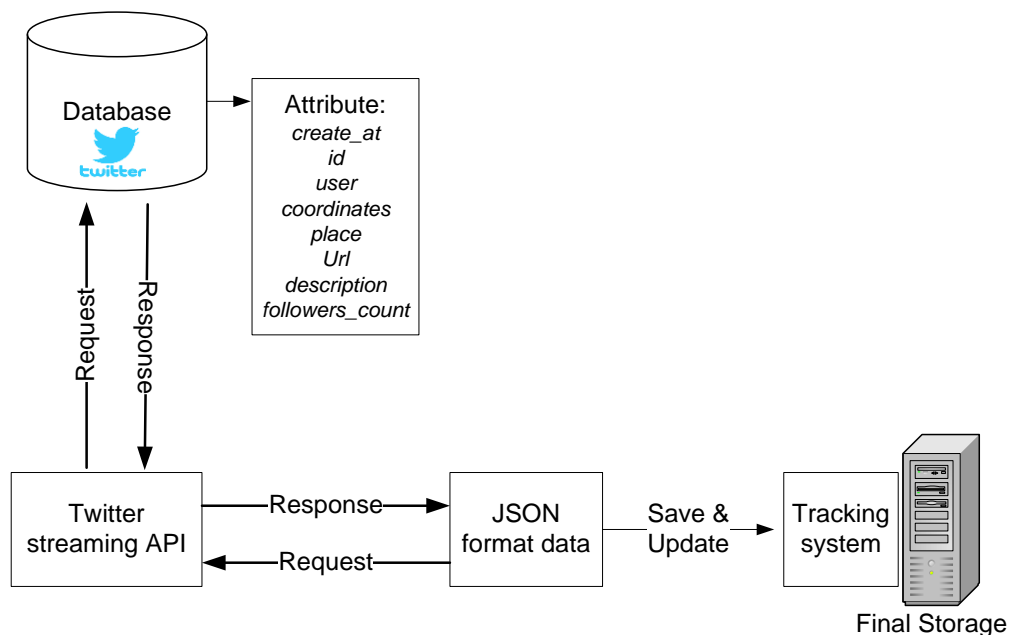 Database
twitter
Attribute:
create_at
id
user
coordinates
place
Url
description
followers_count
Request
Response
Twitter
streaming API
Response
Request
JSON
format data
Save &
Update
Tracking
system
Final Storage